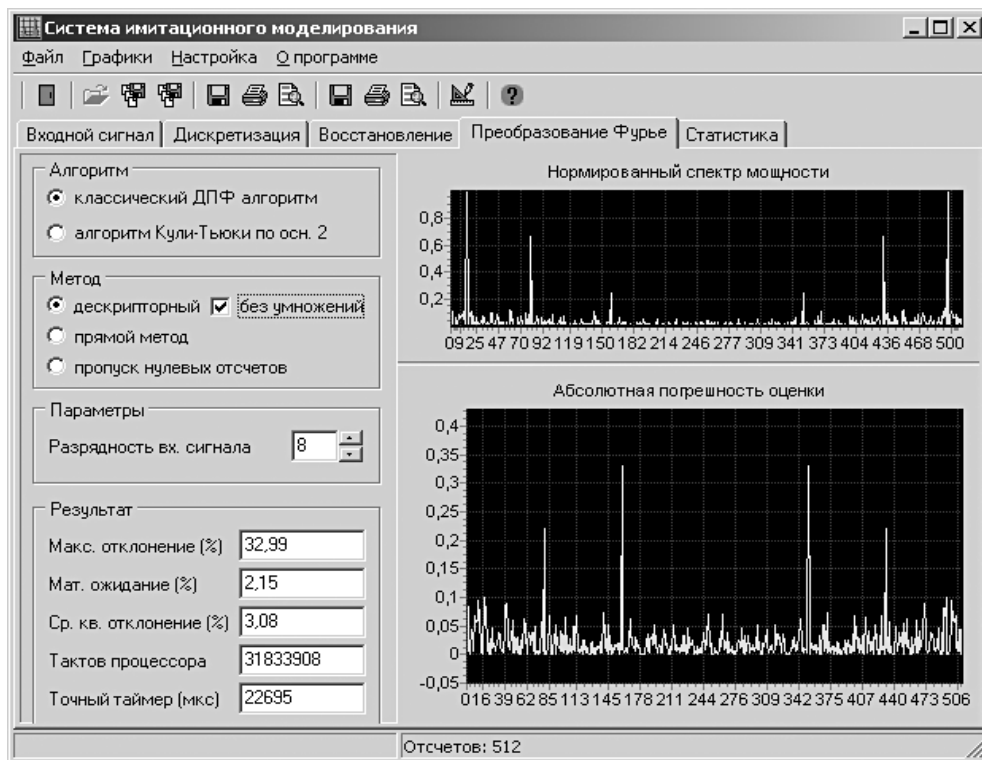 Система имитационного моделирования
Файл Графики Настройка О программе
Входной сигнал Дискретизация Восстановление Преобразование Фурье Статистика
Алгоритм
классический ДПФ алгоритм
алгоритм Кули-Тьюки по осн. 2
Метод
дескрипторный без умножений
прямой метод
пропуск нулевых отсчетов
Параметры
Разрядность вх. сигнала 8
Результат
Макс. отклонение (%) 32,99
Мат. ожидание (%) 2,15
Ср. кв. отклонение (%) 3,08
Тактов процессора 31833908
Точный таймер (мкс) 22695
Нормированный спектр мощности
0,8
0,6
0,4
0,2
0 9 25 47 70 92 119 150 182 214 246 277 309 341 373 404 436 468 500
Абсолютная погрешность оценки
0,4
0,35
0,3
0,25
0,2
0,15
0,1
0,05
0
-0,05
0 16 39 62 85 113 145 178 211 244 276 309 342 375 407 440 473 506
Отсчетов: 512